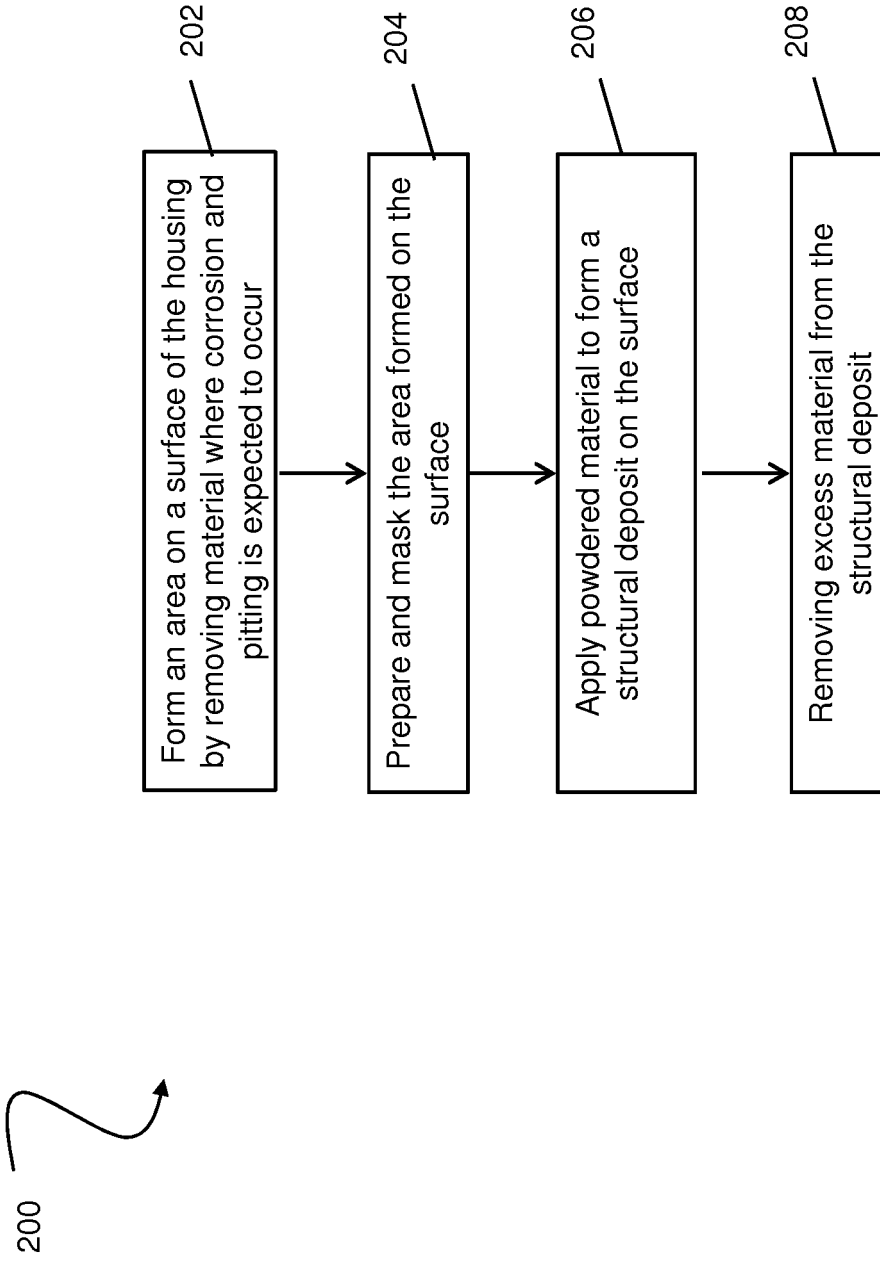 200
Form an area on a surface of the housing
by removing material where corrosion and
pitting is expected to occur
202
Prepare and mask the area formed on the
surface
204
Apply powdered material to form a
structural deposit on the surface
206
Removing excess material from the
structural deposit
208